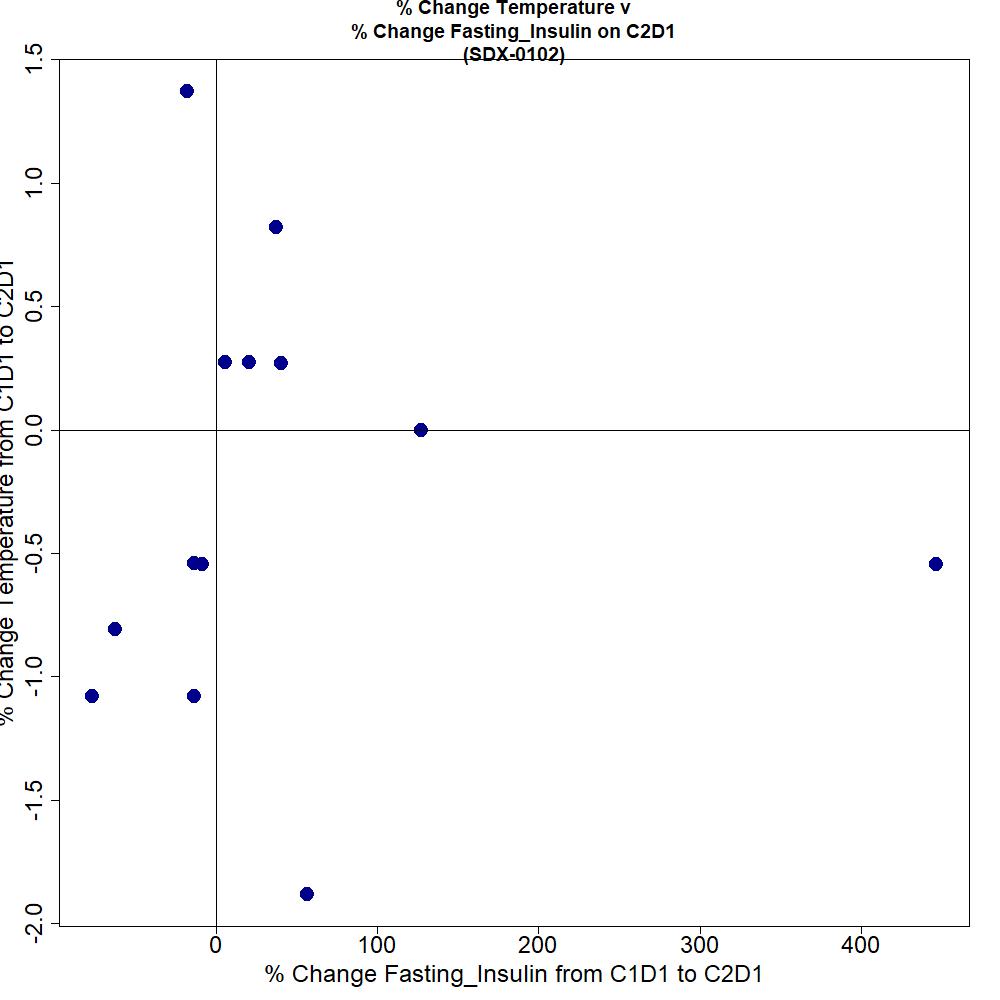 % Change Temperature v
% Change Fasting_Insulin on C2D1
(SDX-0102)
1.5
1.0
0.5
0.0
-0.5
-1.0
-1.5
-2.0
% Change Temperature from C1D1 to C2D1
0 100 200 300 400
% Change Fasting_Insulin from C1D1 to C2D1